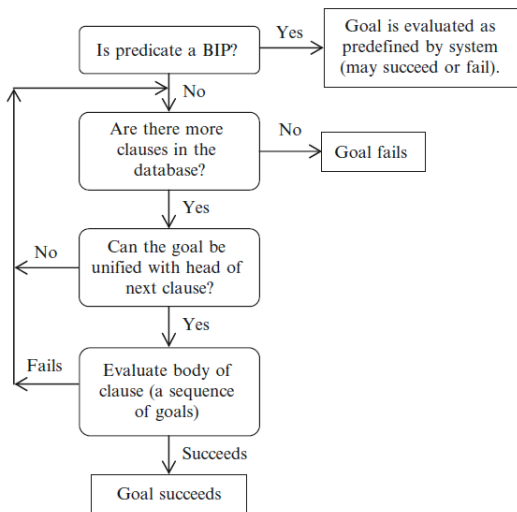 Is predicate a BIP?
Yes
Goal is evaluated as
predefined by system
(may succeed or fail).
No
Are there more
clauses in the
database?
No
Goal fails
Yes
Can the goal be
unified with head of
next clause?
No
Yes
Evaluate body of
clause (a sequence
of goals)
Fails
Succeeds
Goal succeeds